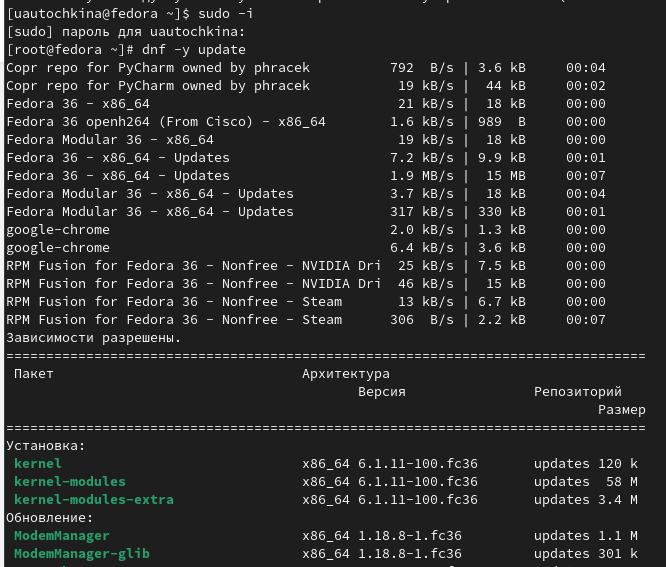 [uautochkina@fedora ~]$ sudo -i
[sudo] пароль для uautochkina:
[root@fedora ~]# dnf -y update
Copr repo for PyCharm owned by phracek 792 B/s | 3.6 kB 00:04
Copr repo for PyCharm owned by phracek 19 kB/s | 44 kB 00:02
Fedora 36 - x86_64 21 kB/s | 18 kB 00:00
Fedora 36 openh264 (From Cisco) - x86_64 1.6 kB/s | 989 B 00:00
Fedora Modular 36 - x86_64 19 kB/s | 18 kB 00:00
Fedora 36 - x86_64 - Updates 7.2 kB/s | 9.9 kB 00:01
Fedora 36 - x86_64 - Updates 1.9 MB/s | 15 MB 00:07
Fedora Modular 36 - x86_64 - Updates 3.7 kB/s | 18 kB 00:04
Fedora Modular 36 - x86_64 - Updates 317 kB/s | 330 kB 00:01
google-chrome 2.0 kB/s | 1.3 kB 00:00
google-chrome 6.4 kB/s | 3.6 kB 00:00
RPM Fusion for Fedora 36 - Nonfree - NVIDIA Dri 25 kB/s | 7.5 kB 00:00
RPM Fusion for Fedora 36 - Nonfree - NVIDIA Dri 46 kB/s | 15 kB 00:00
RPM Fusion for Fedora 36 - Nonfree - Steam 13 kB/s | 6.7 kB 00:00
RPM Fusion for Fedora 36 - Nonfree - Steam 306 B/s | 2.2 kB 00:07
Зависимости разрешены.
================================================================================
Пакет Архитектура
Версия Репозиторий
Размер
================================================================================
Установка:
kernel x86_64 6.1.11-100.fc36 updates 120 k
kernel-modules x86_64 6.1.11-100.fc36 updates 58 M
kernel-modules-extra x86_64 6.1.11-100.fc36 updates 3.4 M
Обновление:
ModemManager x86_64 1.18.8-1.fc36 updates 1.1 M
ModemManager-glib x86_64 1.18.8-1.fc36 updates 301 k